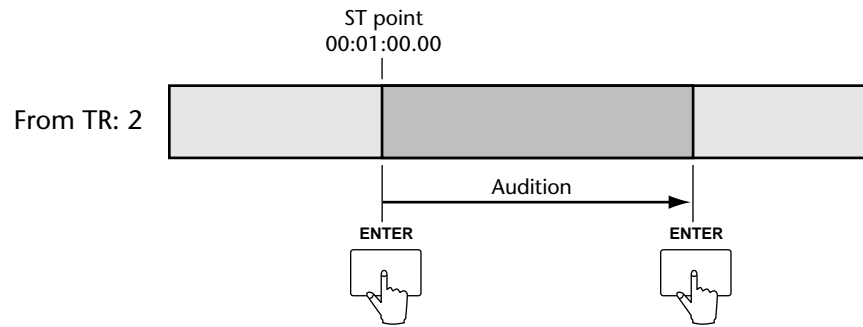 ST point
00:01:00.00
From TR: 2
Audition
ENTER
ENTER